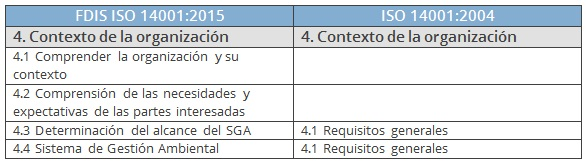 FDIS ISO 14001:2015 ISO 14001:2004
4. Contexto de la organización 4. Contexto de la organización
4.1 Comprender la organización y su
contexto
4.2 Comprensión de las necesidades y
expectativas de las partes interesadas
4.3 Determinación del alcance del SGA 4.1 Requisitos generales
4.4 Sistema de Gestión Ambiental 4.1 Requisitos generales